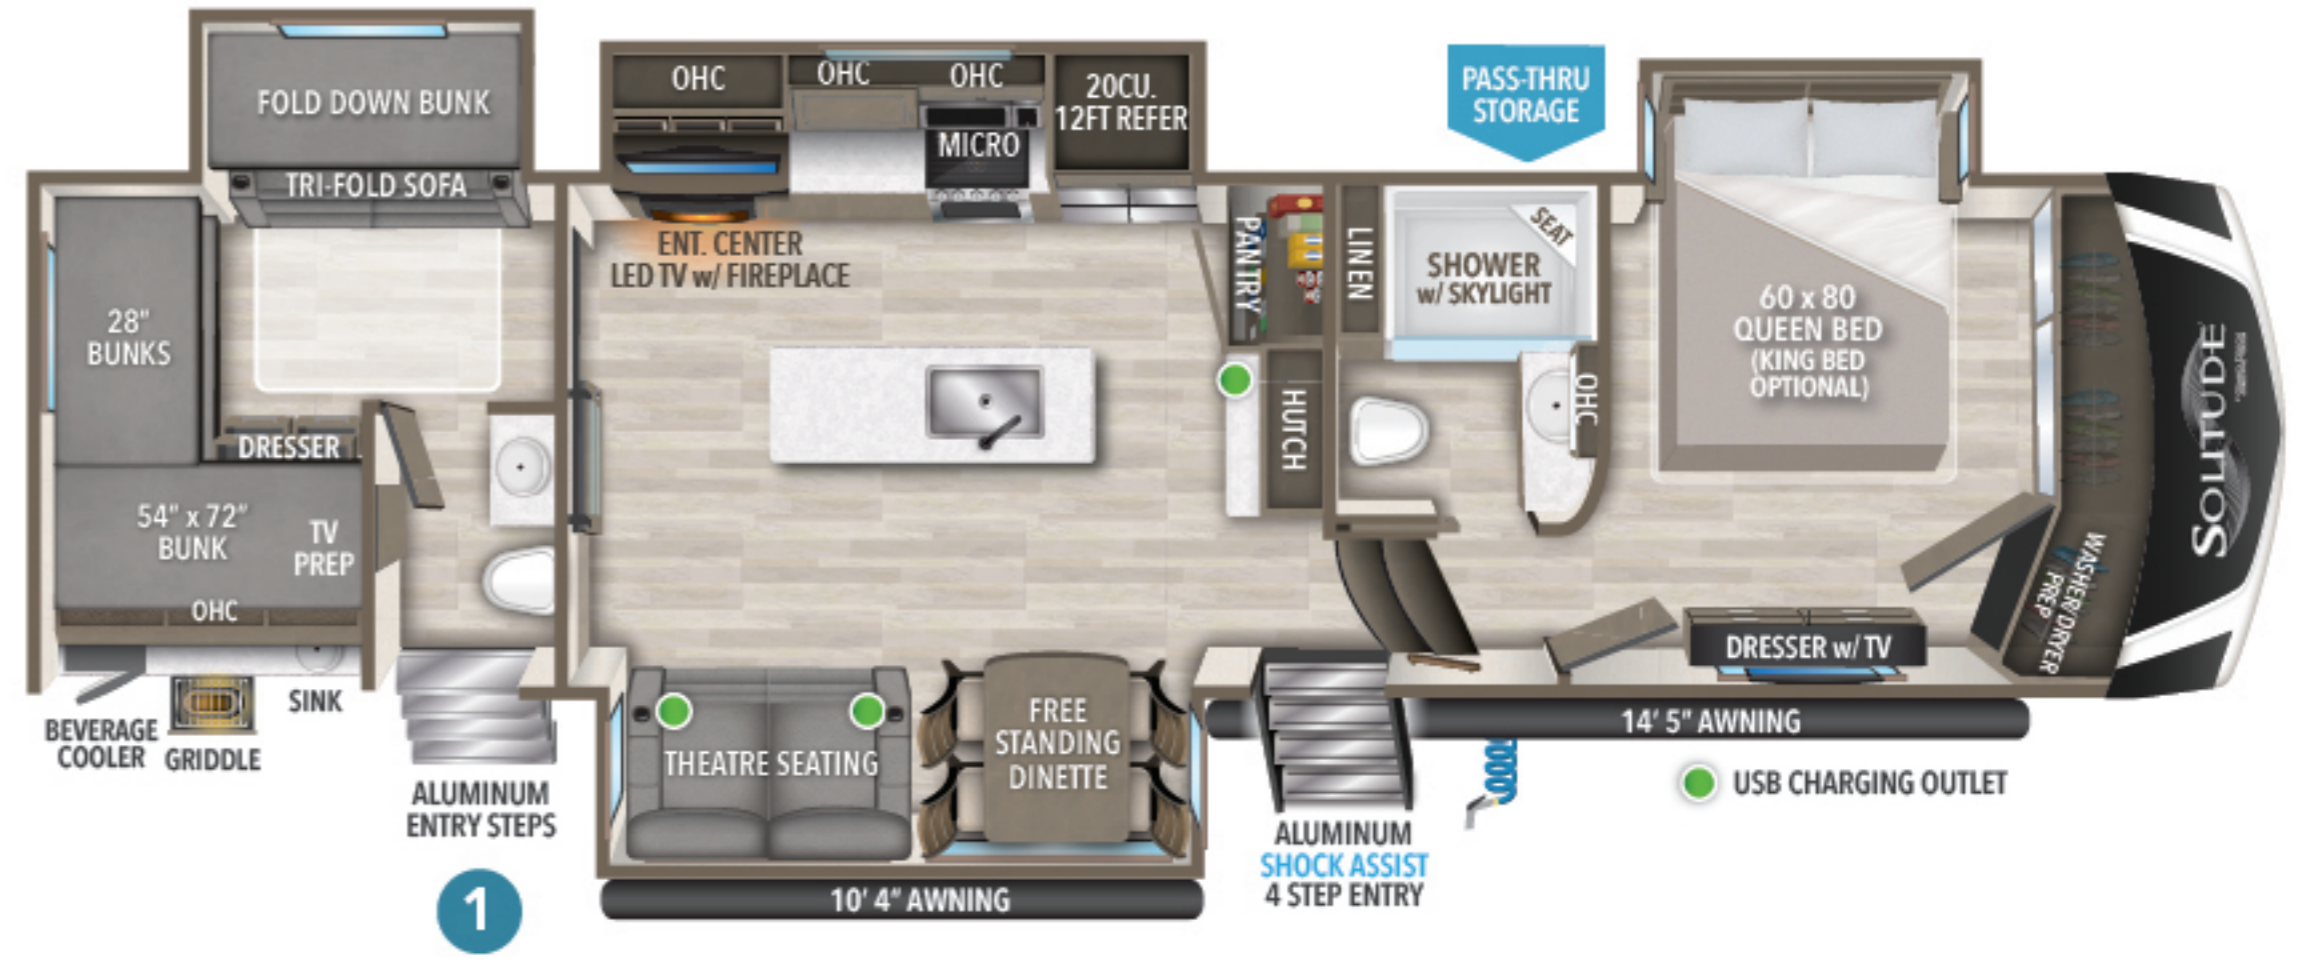 FOLD DOWN BUNK
TRI-FOLD SOFA
28"
BUNKS
DRESSER
54" x 72"
BUNK
TV
PREP
OHC
BEVERAGE
COOLER
GRIDDLE
SINK
ALUMINUM
ENTRY STEPS
1
OHC
OHC
OHC
MICRO
20CU.
12FT REFER
ENT. CENTER
LED TV w/ FIREPLACE
PANTRY
HUTCH
THEATRE SEATING
FREE
STANDING
DINETTE
10' 4" AWNING
PASS-THRU
STORAGE
LINEN
SEAT
SHOWER
w/ SKYLIGHT
OHC
60 x 80
QUEEN BED
(KING BED
OPTIONAL)
DRESSER w/ TV
WASHER/DRYER
PREP
SOLITUDE
14' 5" AWNING
USB CHARGING OUTLET
ALUMINUM
SHOCK ASSIST
4 STEP ENTRY